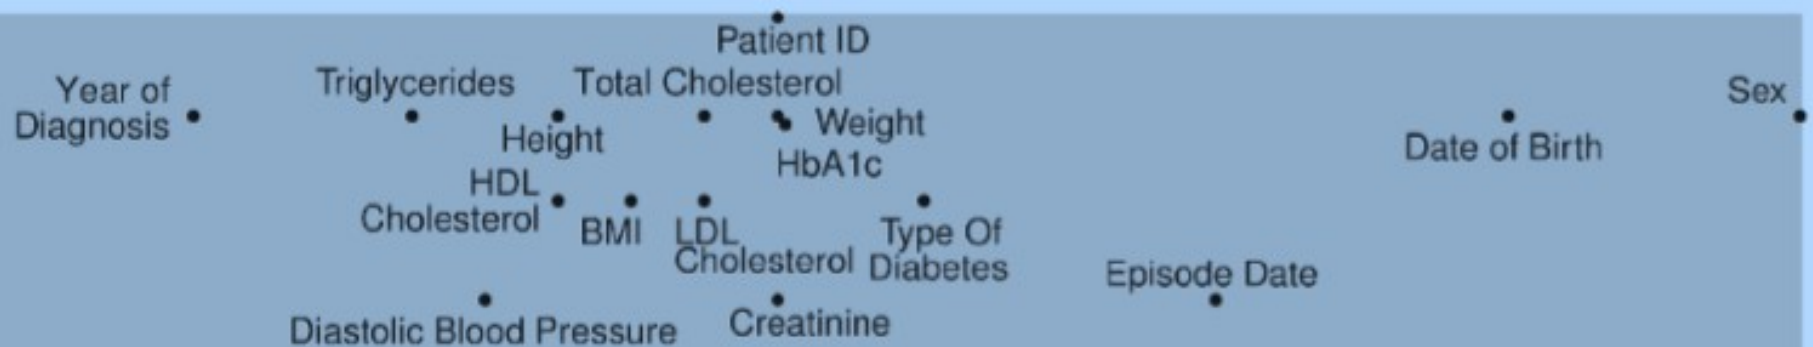 Patient ID
Year of
Diagnosis
Triglycerides
Total Cholesterol
Sex
Height
Weight
HbA1c
Date of Birth
HDL
Cholesterol
BMI
LDL
Cholesterol
Type Of
Diabetes
Episode Date
Diastolic Blood Pressure
Creatinine